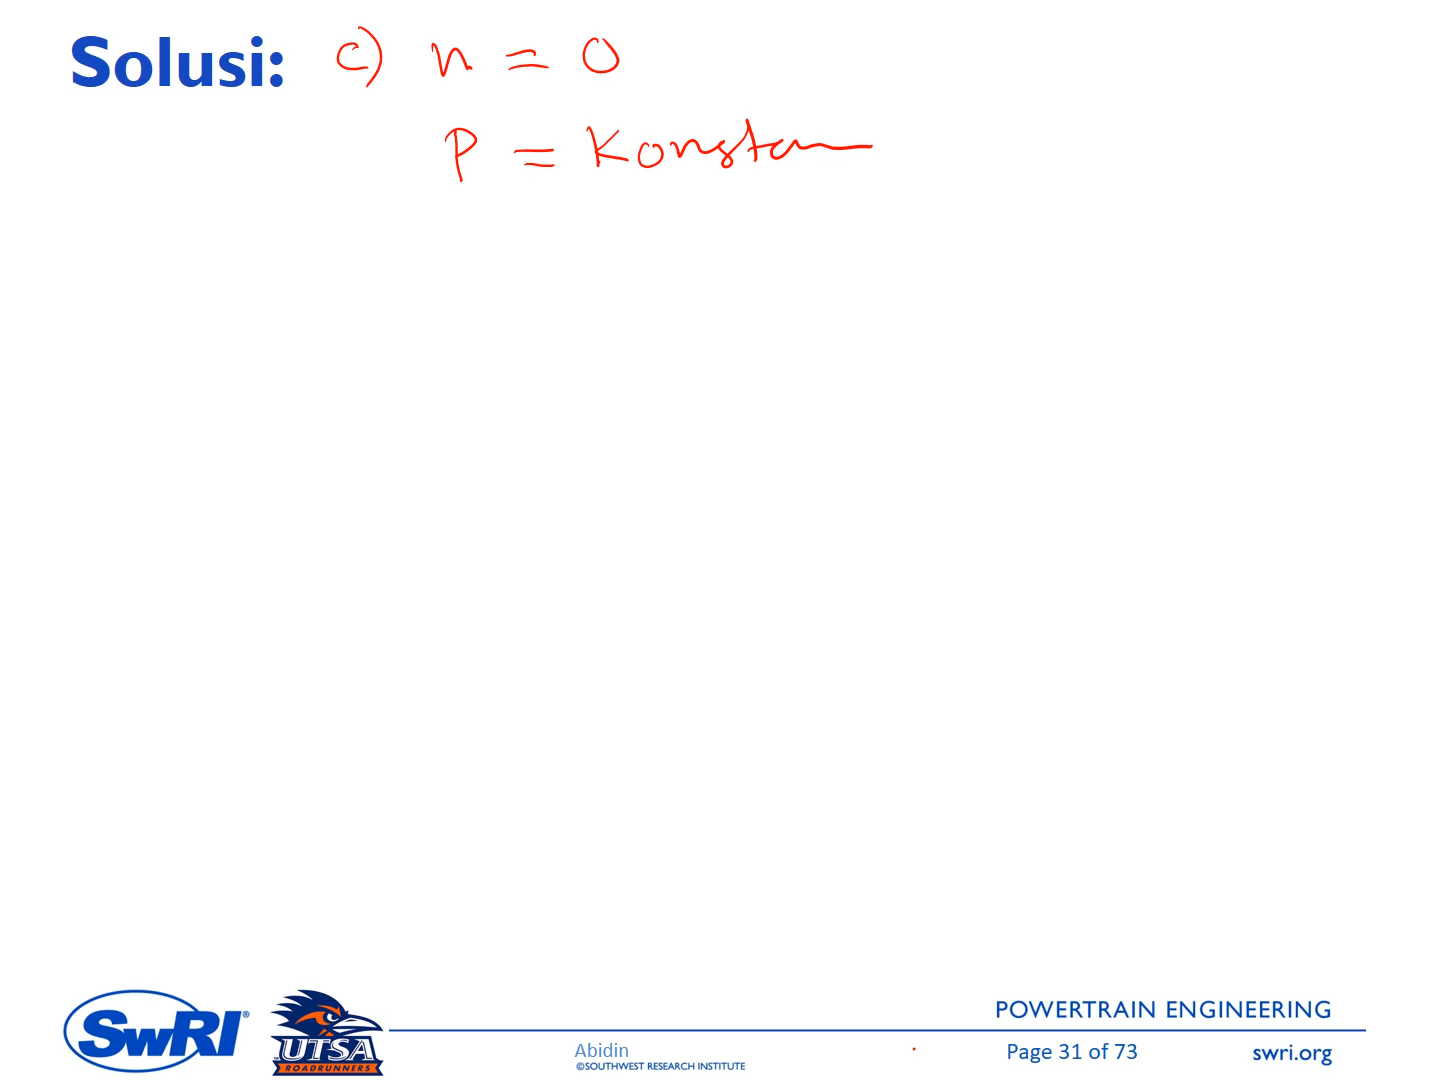 Solusi: c) n = 0
P = Konstan
SwRI®
UTSA
ROADRUNNERS
Abidin
©SOUTHWEST RESEARCH INSTITUTE
POWERTRAIN ENGINEERING
Page 31 of 73
swri.org